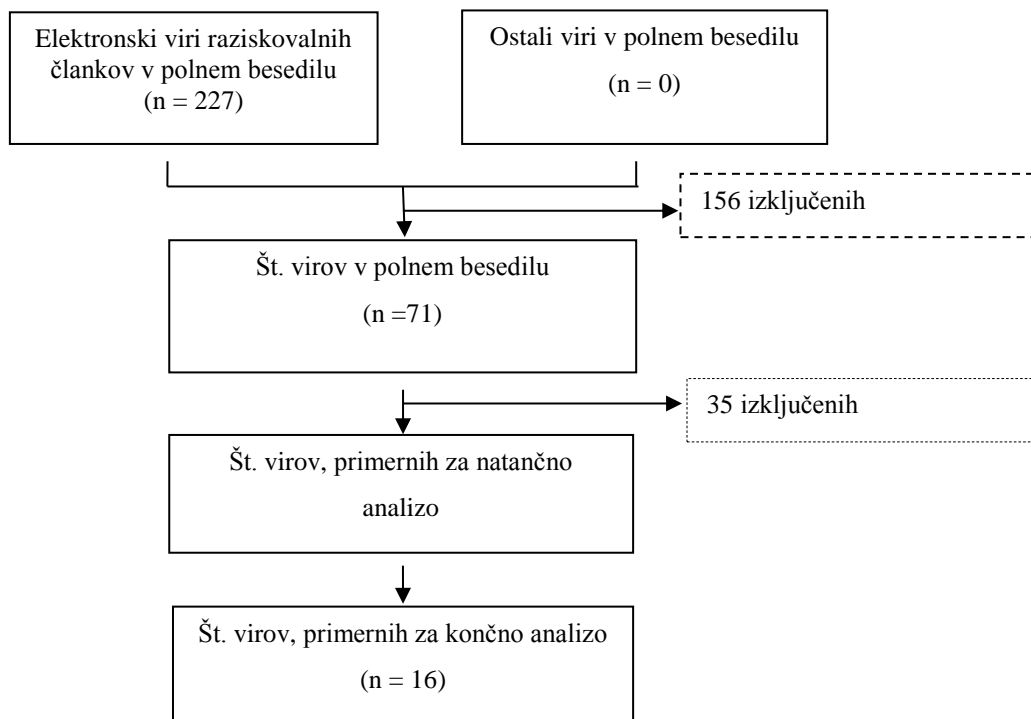 Elektronski viri raziskovalnih
člankov v polnem besedilu
(n = 227)
Ostali viri v polnem besedilu
(n = 0)
156 izključenih
Št. virov v polnem besedilu
(n =71)
35 izključenih
Št. virov, primernih za natančno
analizo
Št. virov, primernih za končno analizo
(n = 16)